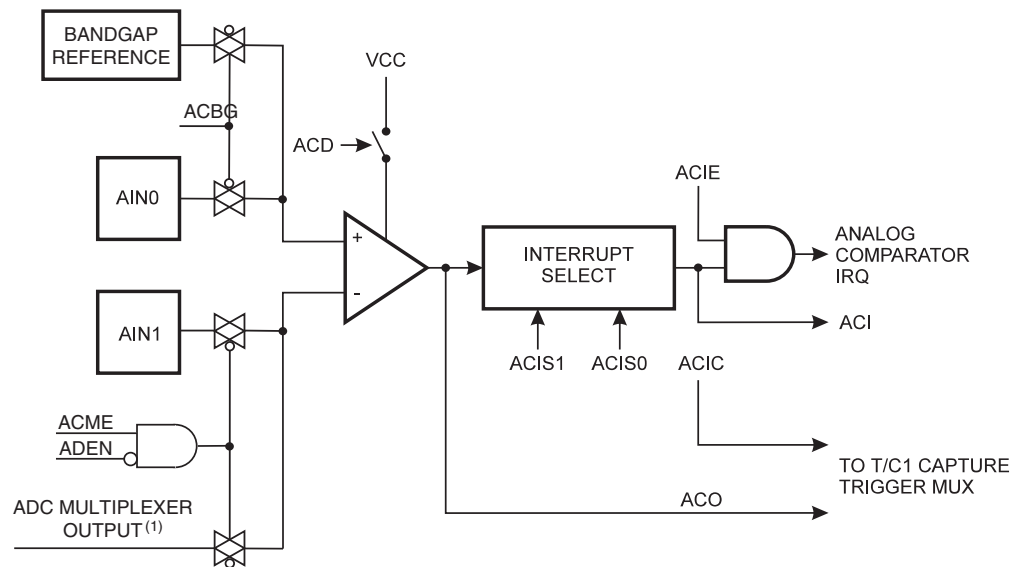 BANDGAP
REFERENCE
VCC
ACBG
ACD
AIN0
ACIE
+
INTERRUPT
SELECT
ANALOG
COMPARATOR
IRQ
-
AIN1
ACI
ACIS1
ACIS0
ACIC
ACME
ADEN
TO T/C1 CAPTURE
TRIGGER MUX
ADC MULTIPLEXER
OUTPUT (1)
ACO